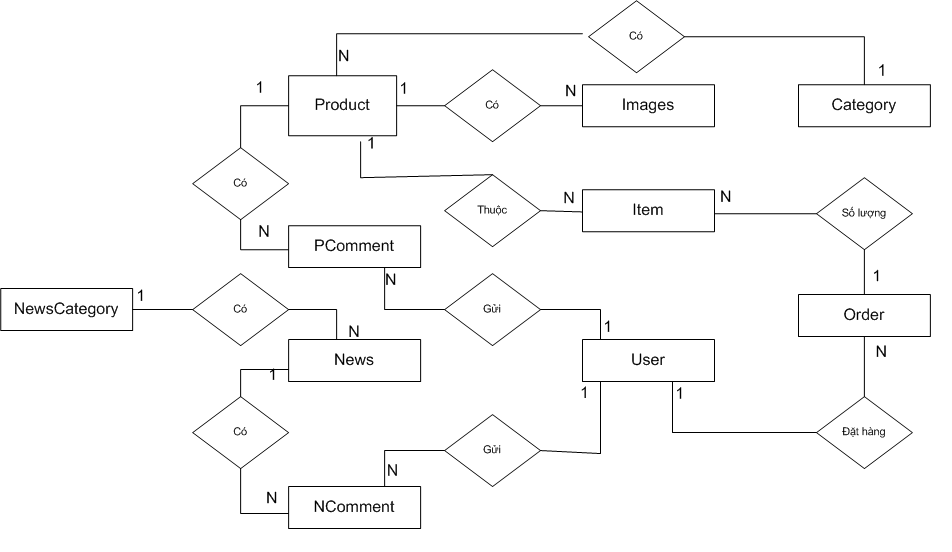 Có
N
1
1
Product
1
Có
N
Images
Category
1
Có
Thuộc
N
Item
N
Số lượng
N
PComment
N
1
NewsCategory
1
Có
Gửi
Order
N
1
News
User
N
1
1
1
Có
Gửi
Đặt hàng
N
N
NComment